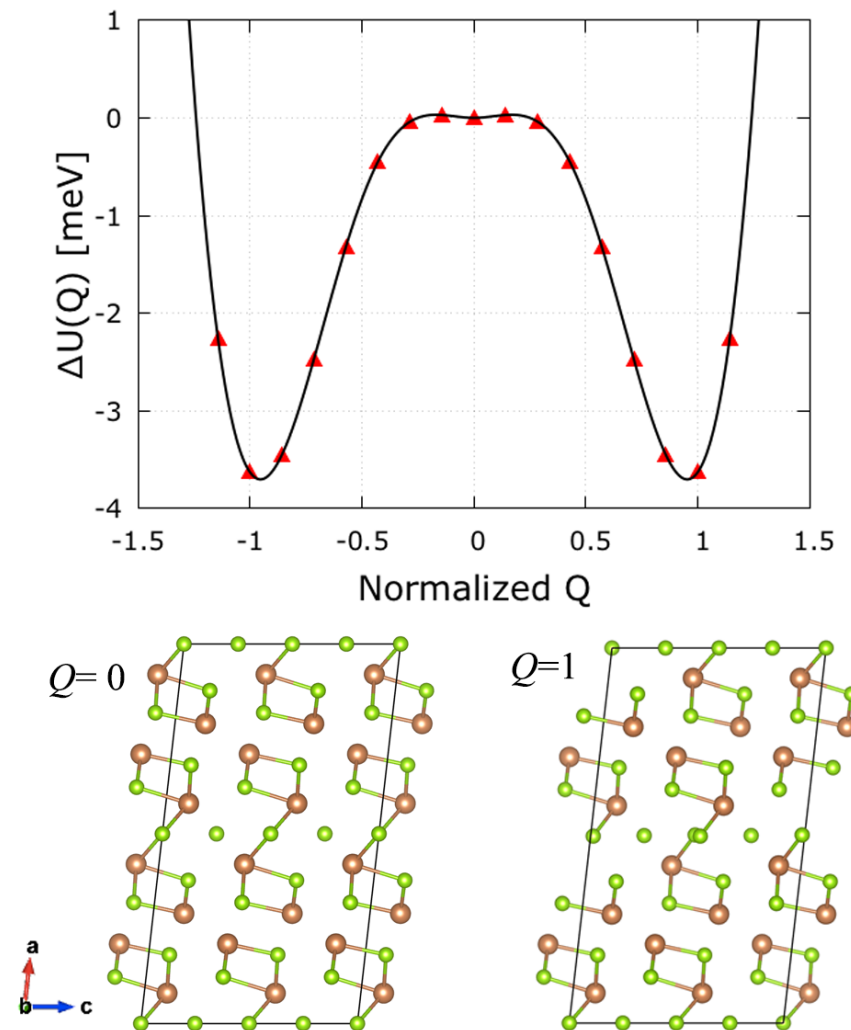 1
0
-1
-2
-3
-4
ΔU(Q) [meV]
-1.5
-1
-0.5
0
0.5
1
1.5
Normalized Q
Q= 0
Q=1
a
b
c